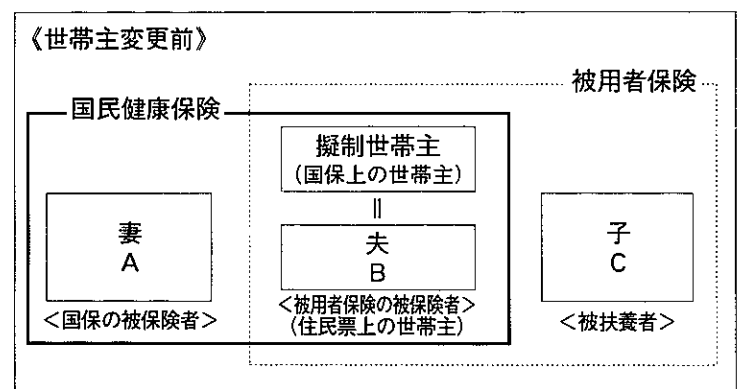 《世帯主変更前》
被用者保険
国民健康保険
擬制世帯主
(国保上の世帯主)
||
妻
A
<国保の被保険者>
夫
B
<被用者保険の被保険者>
(住民票上の世帯主)
子
C
<被扶養者>